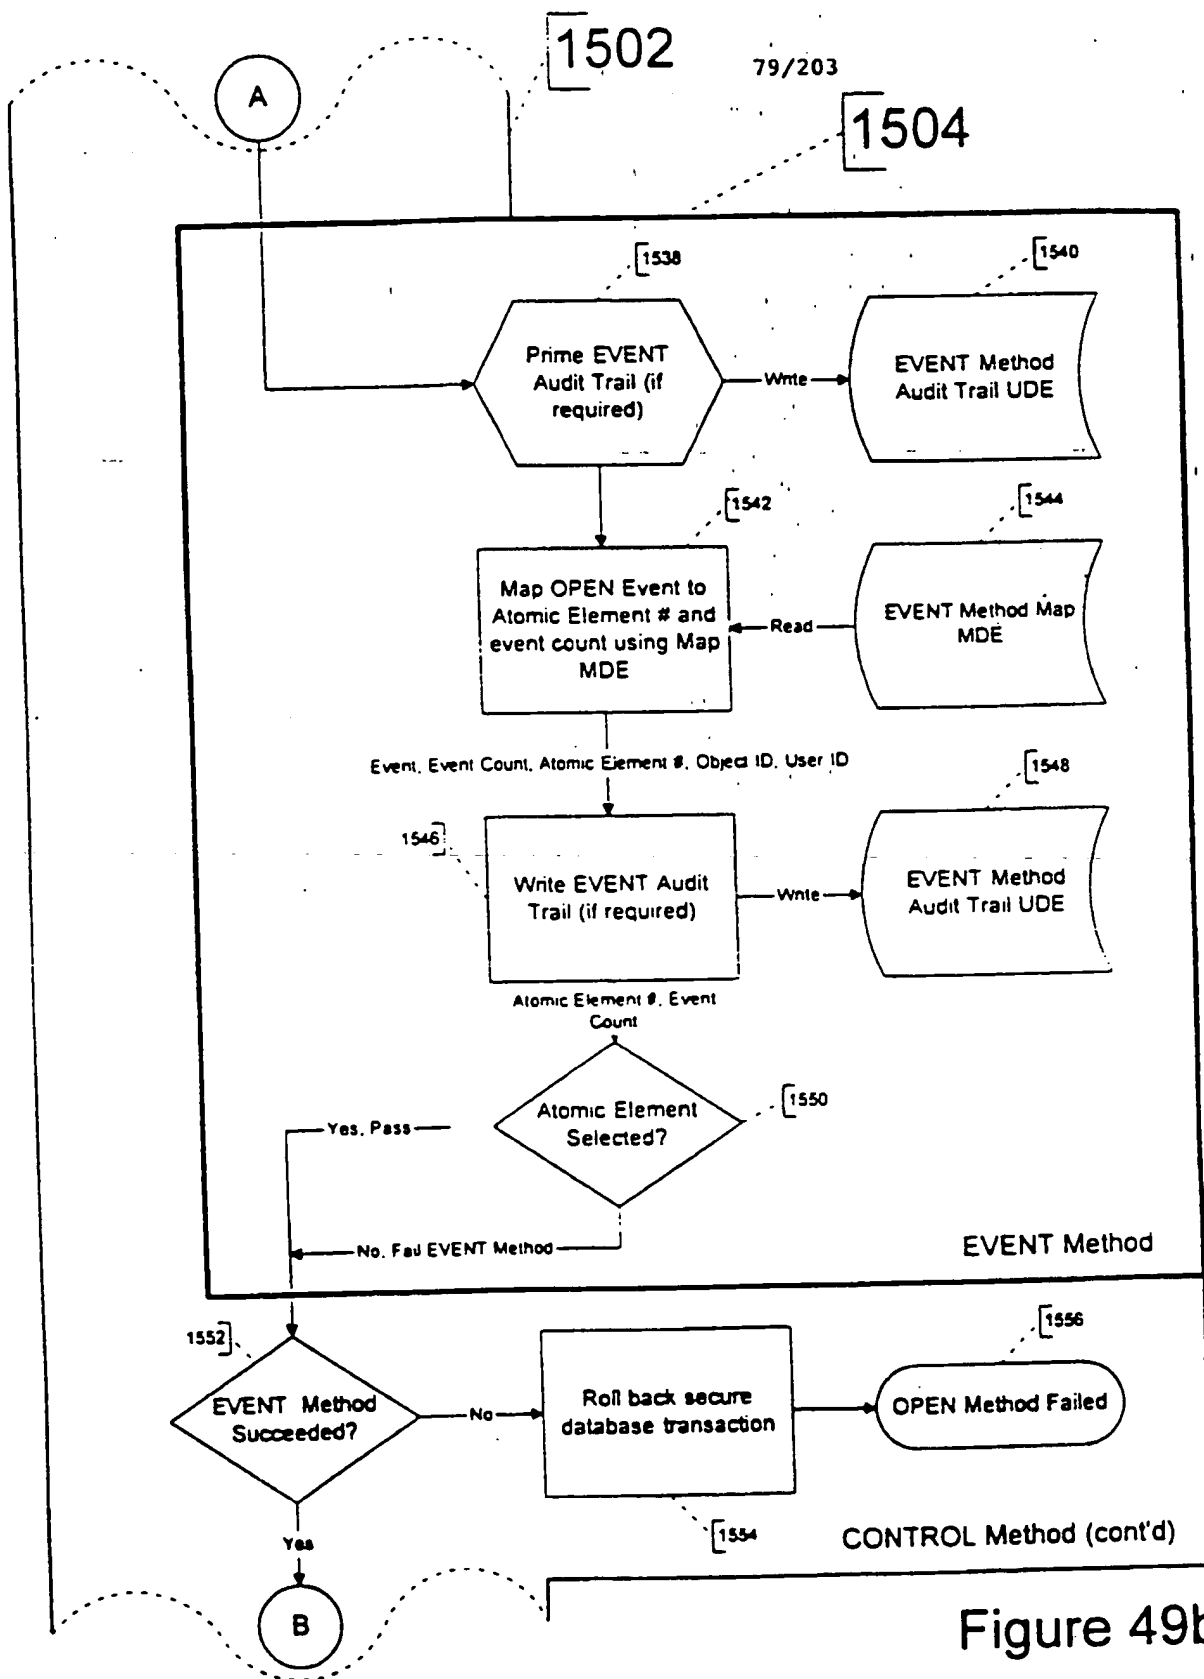 1502
79/203
A
1504
1538
1540
Prime EVENT
Audit Trail (if
required)
Write
EVENT Method
Audit Trail UDE
1542
1544
Map OPEN Event to
Atomic Element # and
event count using Map
MDE
Read
EVENT Method Map
MDE
Event, Event Count, Atomic Element #, Object ID, User ID
1548
1546
Write EVENT Audit
Trail (if required)
Write
EVENT Method
Audit Trail UDE
Atomic Element #, Event
Count
1550
Atomic Element
Selected?
Yes, Pass
No, Fail EVENT Method
EVENT Method
1552
1556
EVENT Method
Succeeded?
No
Roll back secure
database transaction
OPEN Method Failed
Yes
1554
CONTROL Method (cont'd)
B
Figure 49b